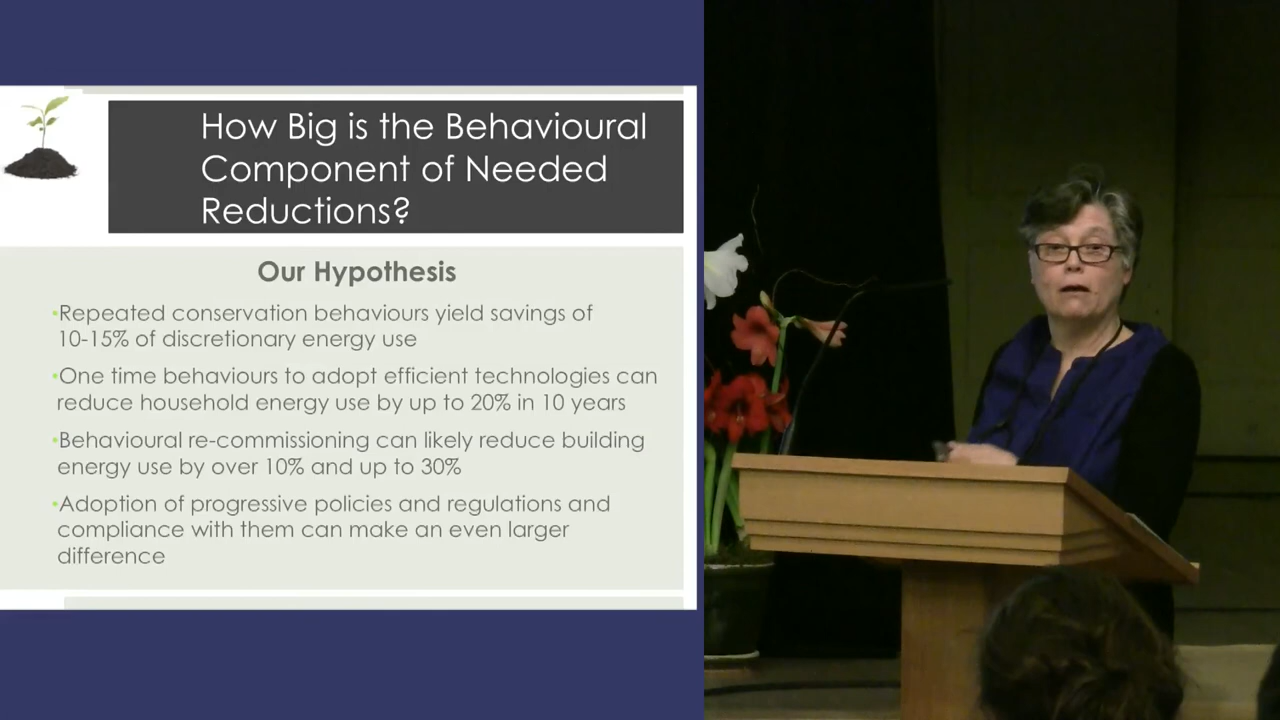 How Big is the Behavioural
Component of Needed
Reductions?
Our Hypothesis
•Repeated conservation behaviours yield savings of
10-15% of discretionary energy use
•One time behaviours to adopt efficient technologies can
reduce household energy use by up to 20% in 10 years
•Behavioural re-commissioning can likely reduce building
energy use by over 10% and up to 30%
•Adoption of progressive policies and regulations and
compliance with them can make an even larger
difference